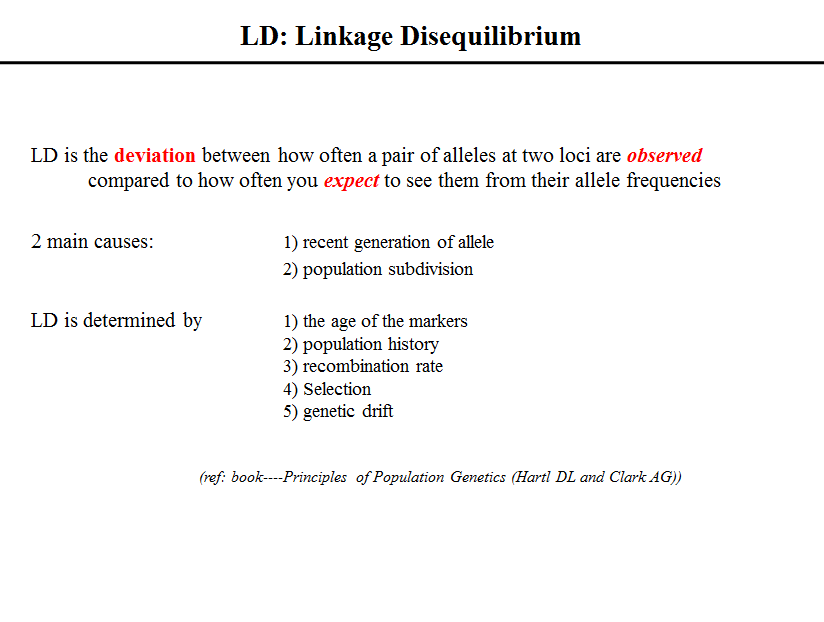 LD: Linkage Disequilibrium
LD is the deviation between how often a pair of alleles at two loci are observed
compared to how often you expect to see them from their allele frequencies
2 main causes:
1) recent generation of allele
2) population subdivision
LD is determined by
1) the age of the markers
2) population history
3) recombination rate
4) Selection
5) genetic drift
(ref: book----Principles of Population Genetics (Hartl DL and Clark AG))